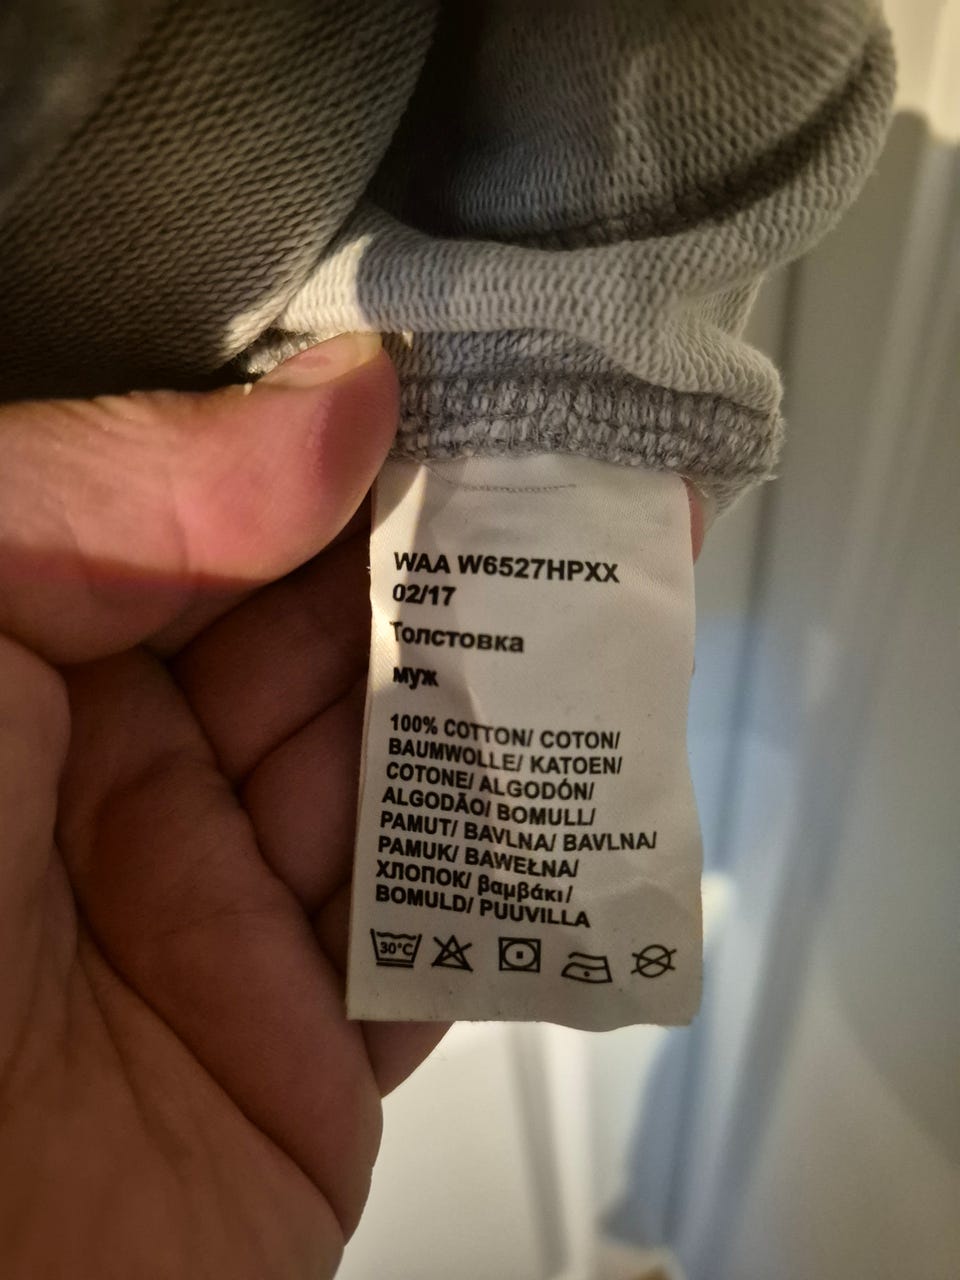 WAA W6527HPXX
02/17
Толстовка
муж
100% COTTON/ COTON/
BAUMWOLLE/ KATOEN/
COTONE/ ALGODÓN/
ALGODÃO/ BOMULL/
PAMUT/ BAVLNA/ BAVLNA/
PAMUK/ BAWEŁNA/
ХЛОПОК/ βαμβάκι/
BOMULD/ PUUVILLA
30°C